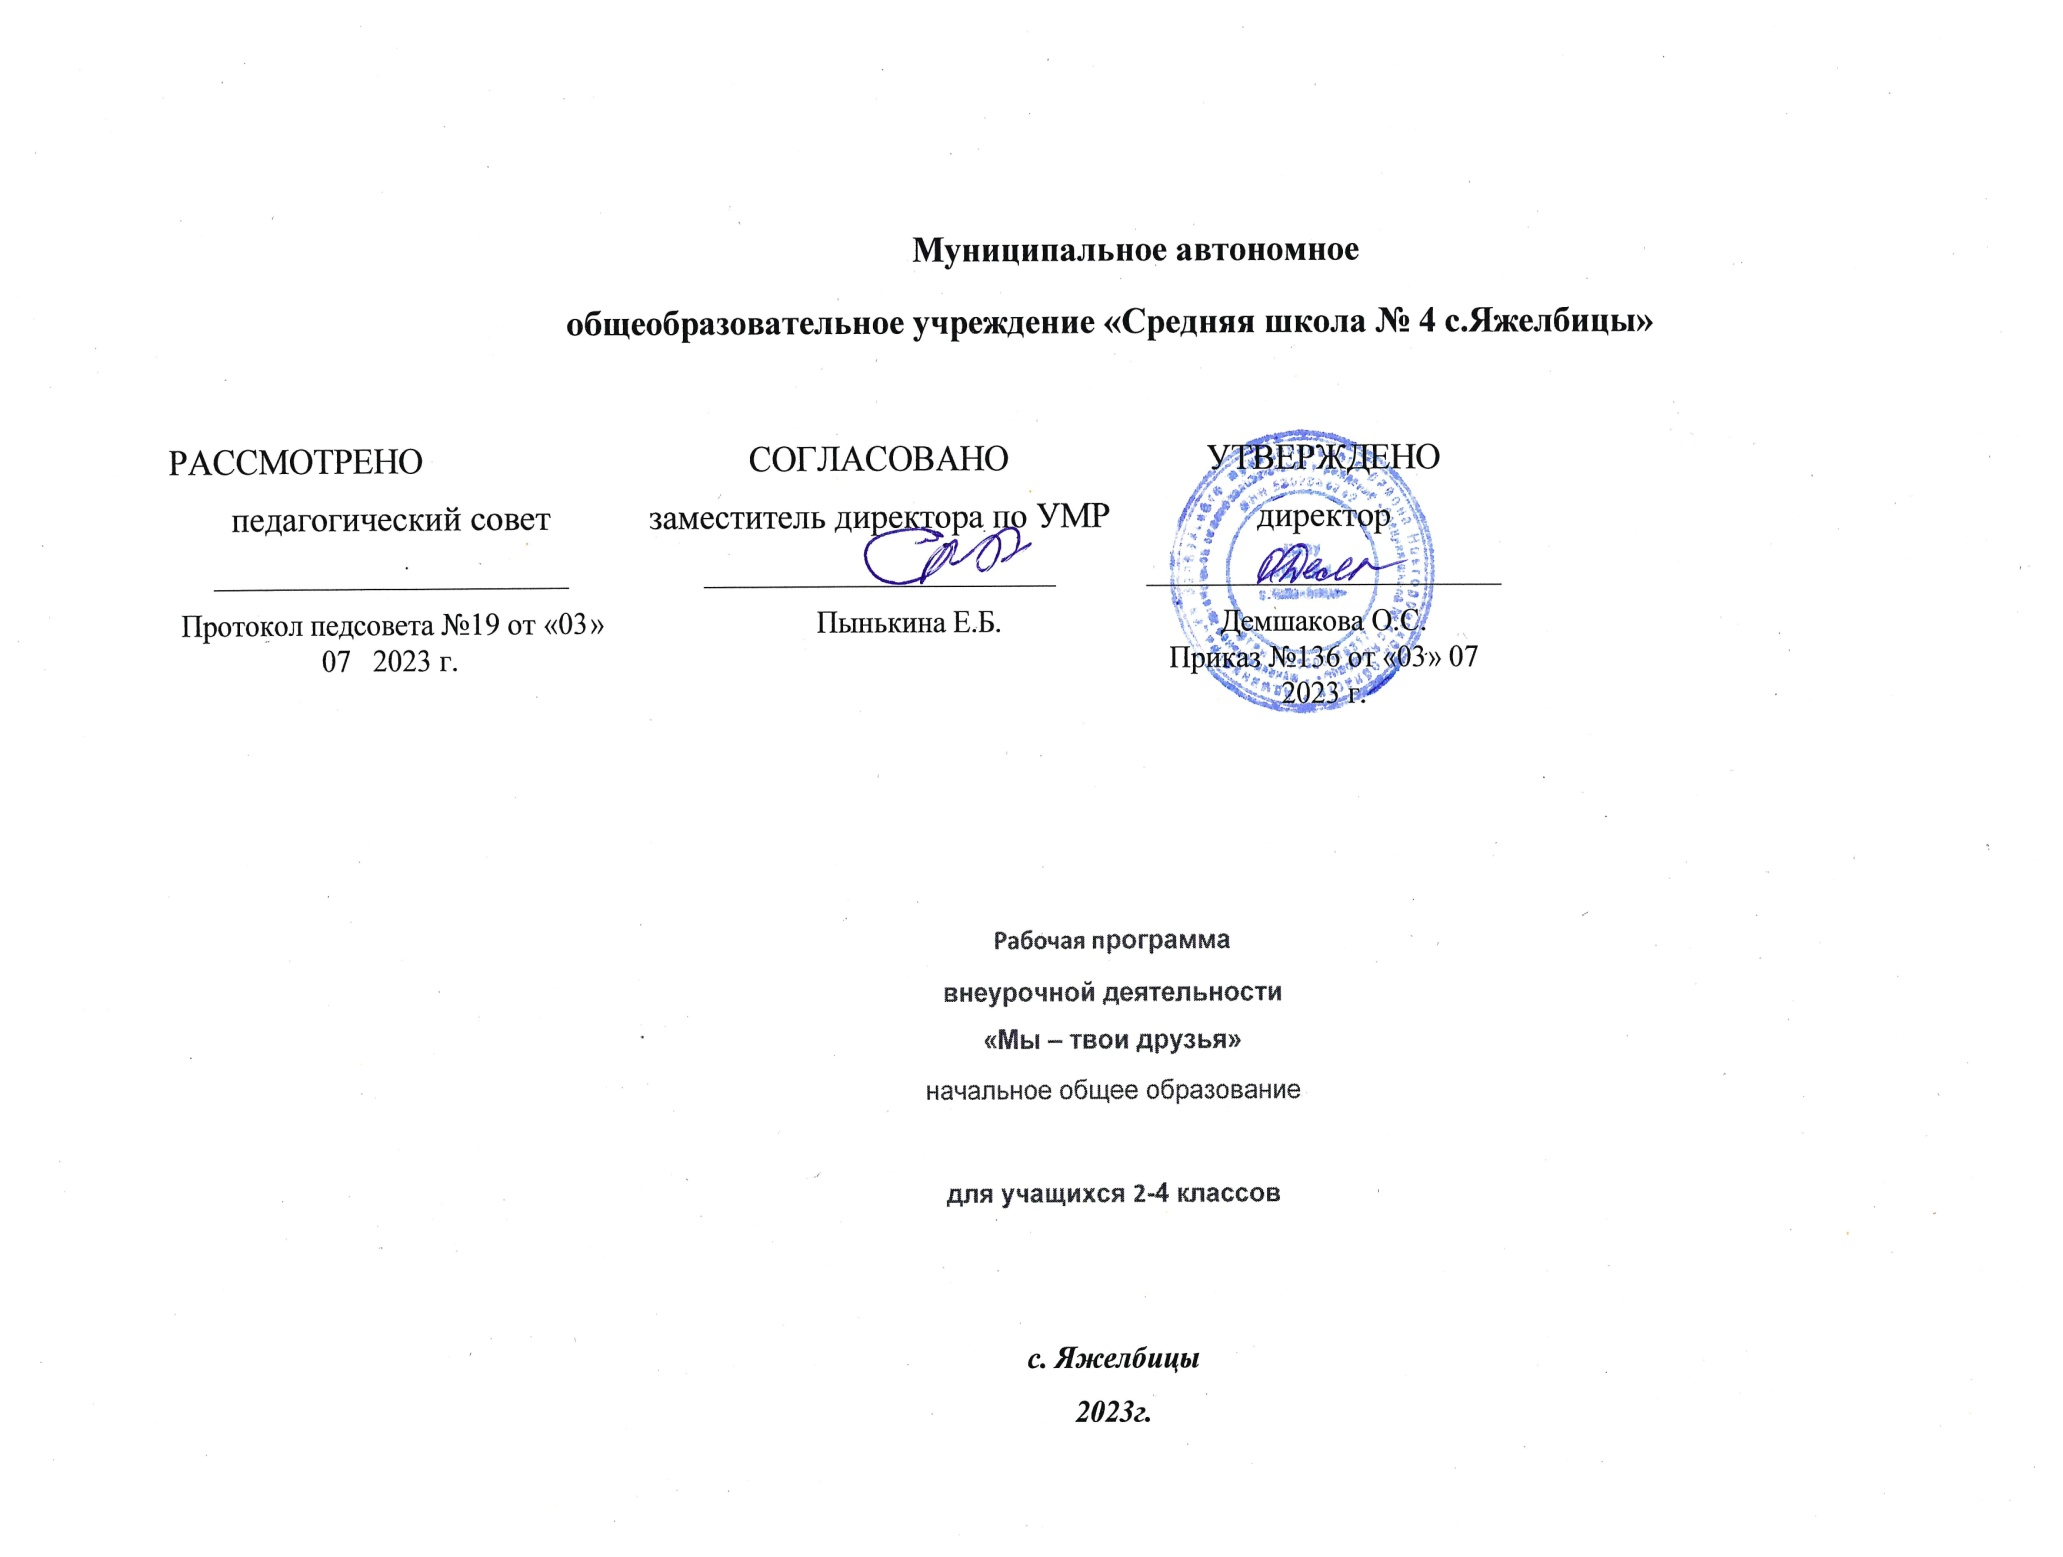 Муниципальное автономное
общеобразовательное учреждение «Средняя школа № 4 с.Яжелбицы»
РАССМОТРЕНО
педагогический совет
Протокол педсовета №19 от «03»
07 2023 г.
СОГЛАСОВАНО
заместитель директора по УМР
Пынькина Е.Б.
УТВЕРЖДЕНО
директор
Демшакова О.С.
Приказ №136 от «03» 07
2023 г.
Рабочая программа
внеурочной деятельности
«Мы – твои друзья»
начальное общее образование
для учащихся 2-4 классов
с. Яжелбицы
2023г.